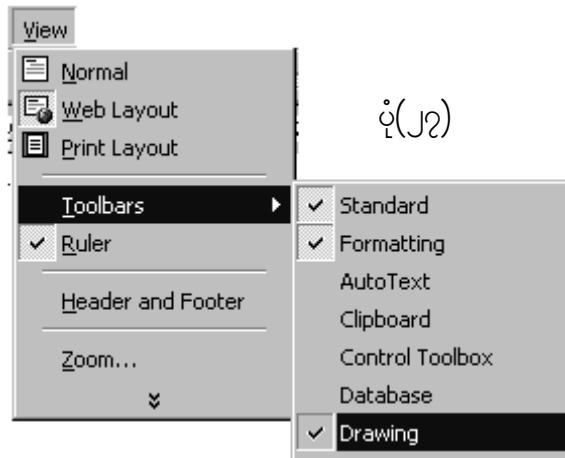 View
Normal
Web Layout
Print Layout
ပုံ(၂၇)
Toolbars
Ruler
Header and Footer
Zoom...
Standard
Formatting
AutoText
Clipboard
Control Toolbox
Database
Drawing